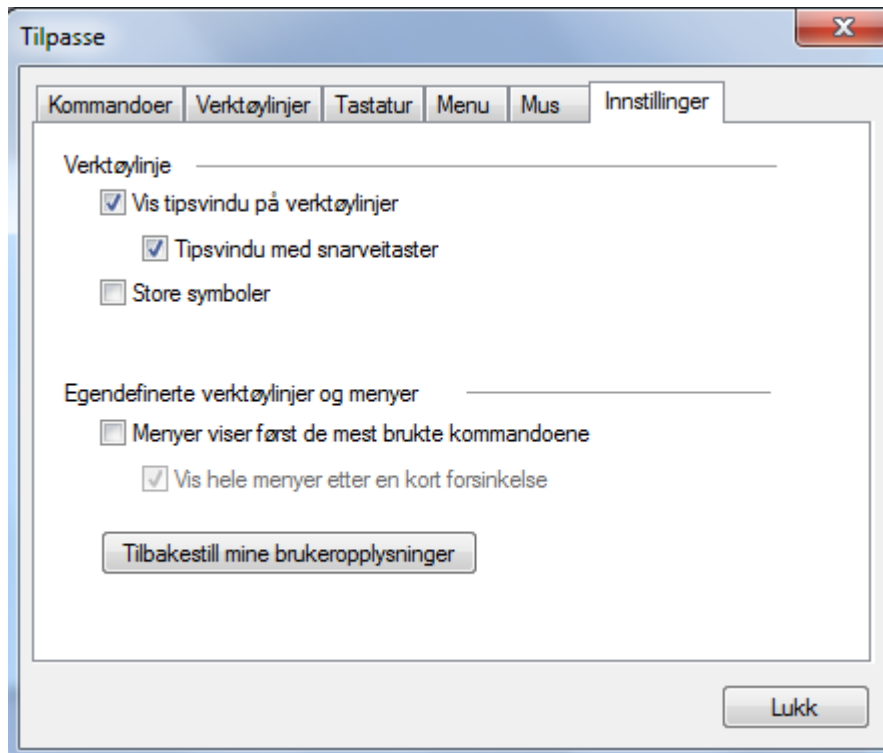 Tilpasse
Kommandoer Verktøylinjer Tastatur Menu Mus Innstillinger
Verktøylinje
Vis tipsvindu på verktøylinjer
Tipsvindu med snarveitaster
Store symboler
Egendefinerte verktøylinjer og menyer
Menyer viser først de mest brukte kommandoene
Vis hele menyer etter en kort forsinkelse
Tilbakestill mine brukeropplysninger
Lukk